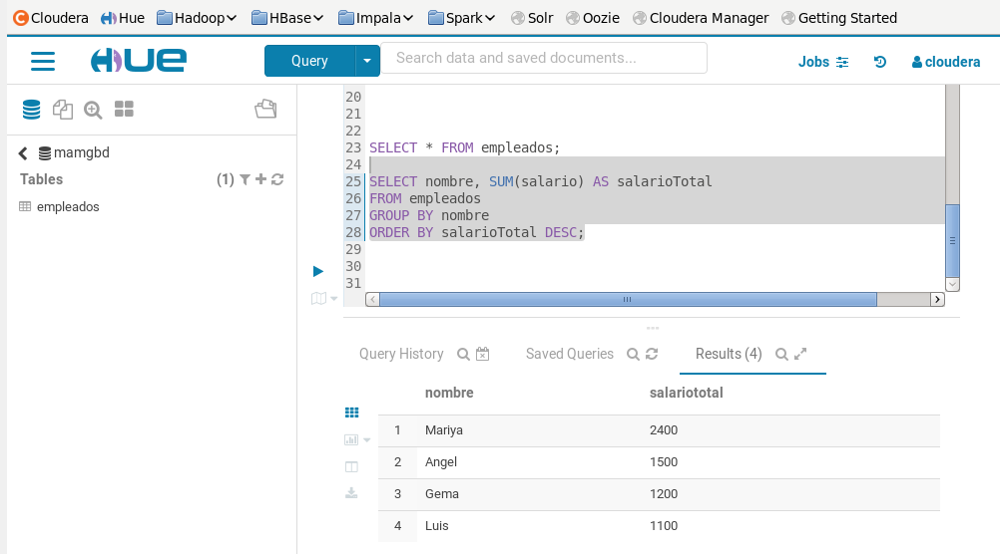 Cloudera Hue Hadoop HBase Impala Spark Solr Oozie Cloudera Manager Getting Started
HUE Query Search data and saved documents... Jobs cloudera
mamgbd
Tables (1)
empleados
20
21
22
23 SELECT * FROM empleados;
24
25 SELECT nombre, SUM(salario) AS salarioTotal
26 FROM empleados
27 GROUP BY nombre
28 ORDER BY salarioTotal DESC;
29
30
31
Query History Saved Queries Results (4)
nombre salariototal
1 Mariya 2400
2 Angel 1500
3 Gema 1200
4 Luis 1100